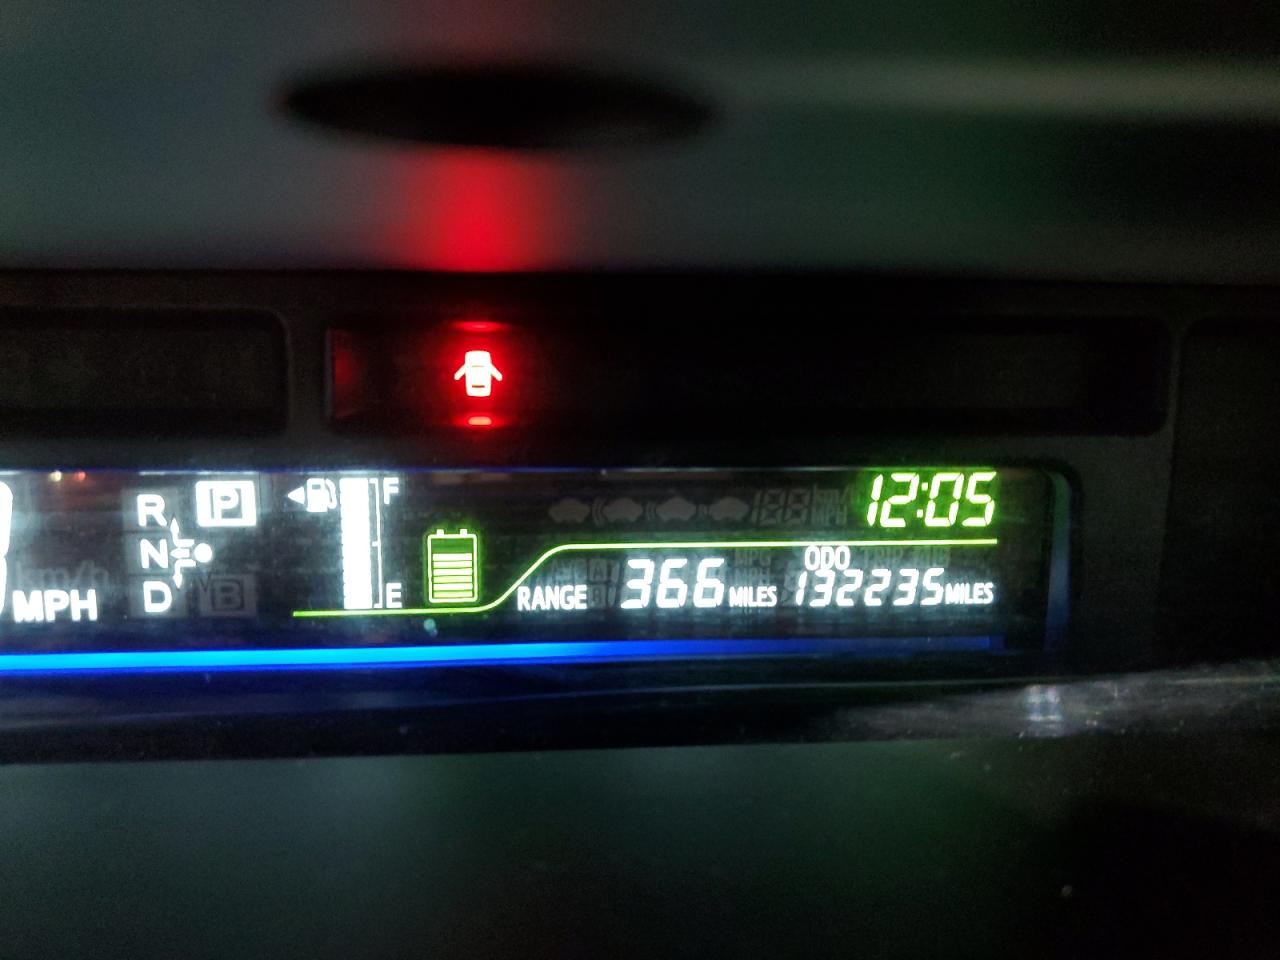 12:05
R P F
N
D B E
MPH
ODO
RANGE 366 MILES 132235 MILES